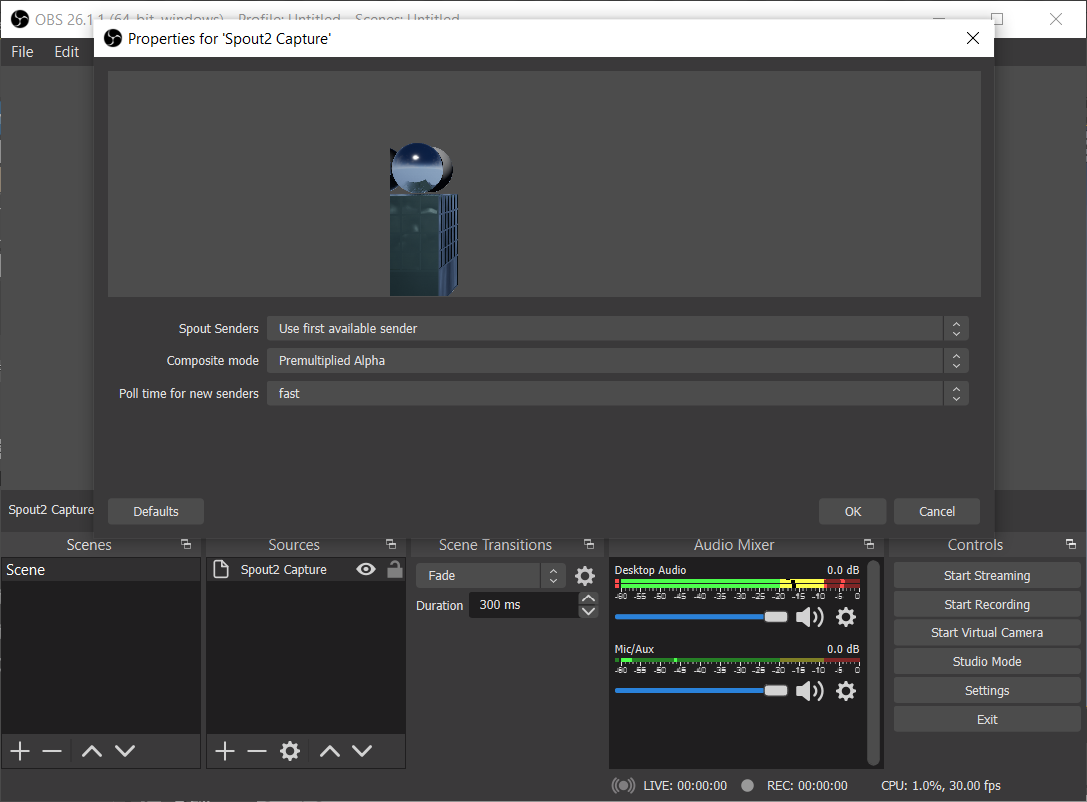 OBS 26.1.1 (64-bit, windows) - Profile: Untitled - Scenes: Untitled
Properties for 'Spout2 Capture'
File Edit
Spout Senders Use first available sender
Composite mode Premultiplied Alpha
Poll time for new senders fast
Spout2 Capture
Defaults OK Cancel
Scenes
Scene
Sources
Spout2 Capture
Scene Transitions
Fade
Duration 300 ms
Audio Mixer
Desktop Audio 0.0 dB
-60 -55 -50 -45 -40 -35 -30 -25 -20 -15 -10 -5 0
Mic/Aux 0.0 dB
-60 -55 -50 -45 -40 -35 -30 -25 -20 -15 -10 -5 0
Controls
Start Streaming
Start Recording
Start Virtual Camera
Studio Mode
Settings
Exit
LIVE: 00:00:00 REC: 00:00:00 CPU: 1.0%, 30.00 fps